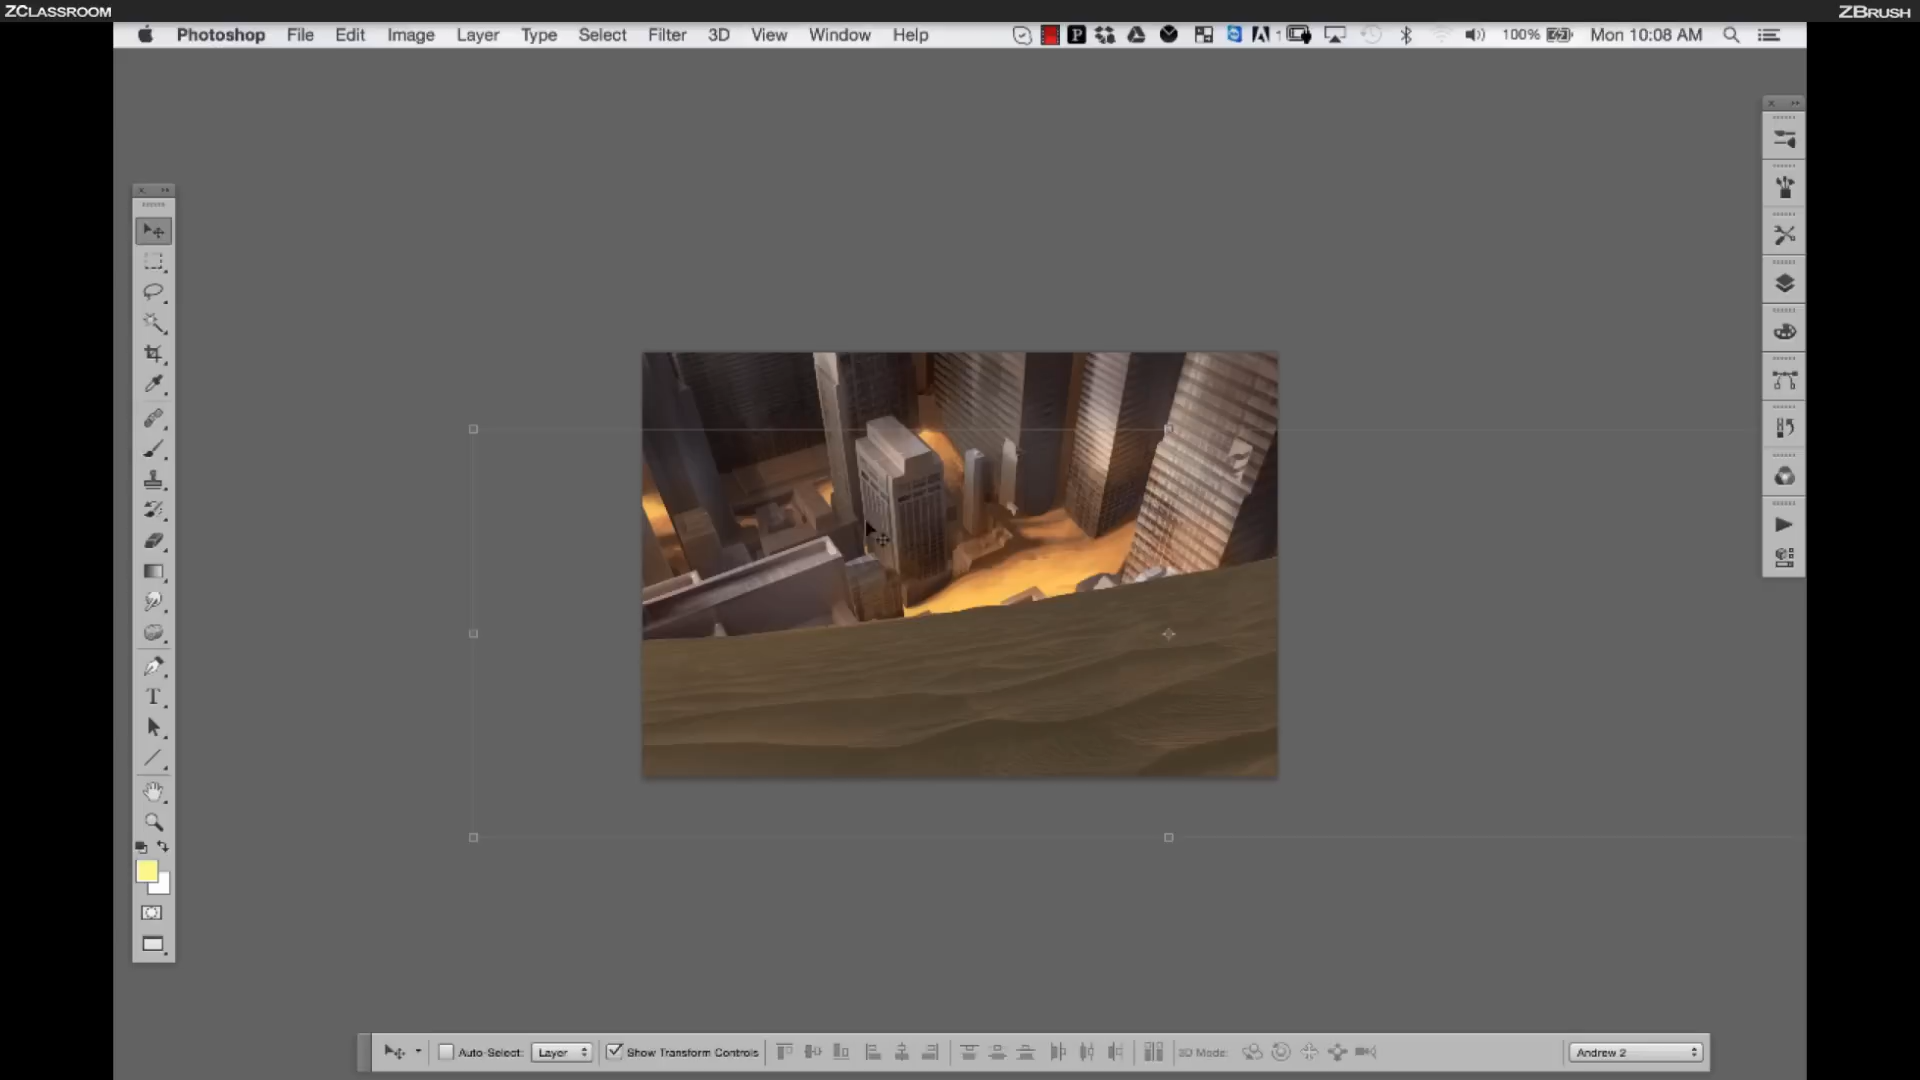 ZCLASSROOM
ZBRUSH
Photoshop File Edit Image Layer Type Select Filter 3D View Window Help 100% Mon 10:08 AM
T
Auto-Select: Layer Show Transform Controls 3D Mode: Andrew 2